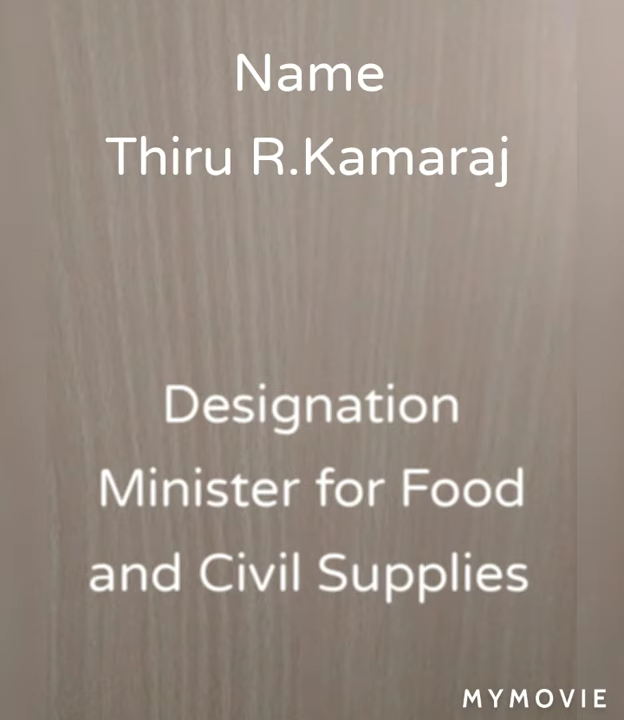 Name
Thiru R.Kamaraj
Designation
Minister for Food
and Civil Supplies
MYMOVIE